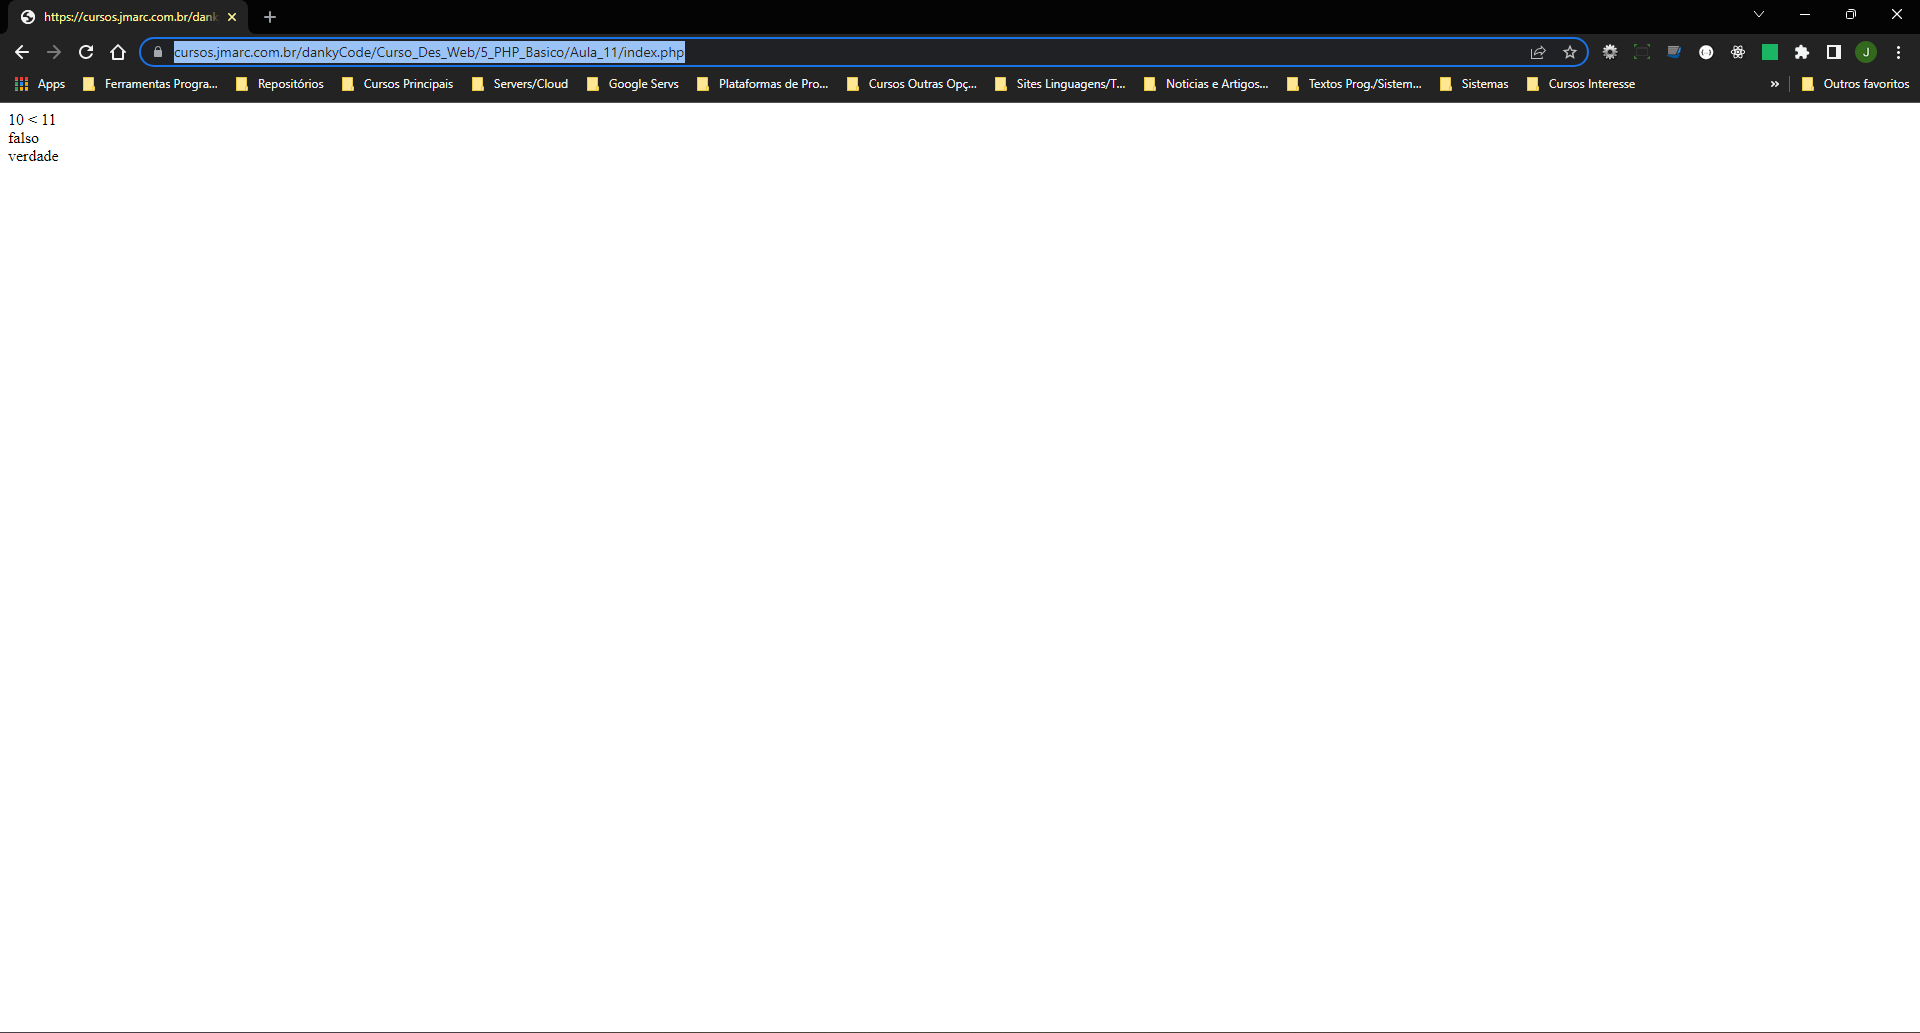 https://cursos.jmarc.com.br/dank
cursos.jmarc.com.br/dankyCode/Curso_Des_Web/5_PHP_Basico/Aula_11/index.php
J
Apps Ferramentas Progra... Repositórios Cursos Principais Servers/Cloud Google Servs Plataformas de Pro... Cursos Outras Opç... Sites Linguagens/T... Noticias e Artigos... Textos Prog./Sistem... Sistemas Cursos Interesse » Outros favoritos
10 < 11
falso
verdade